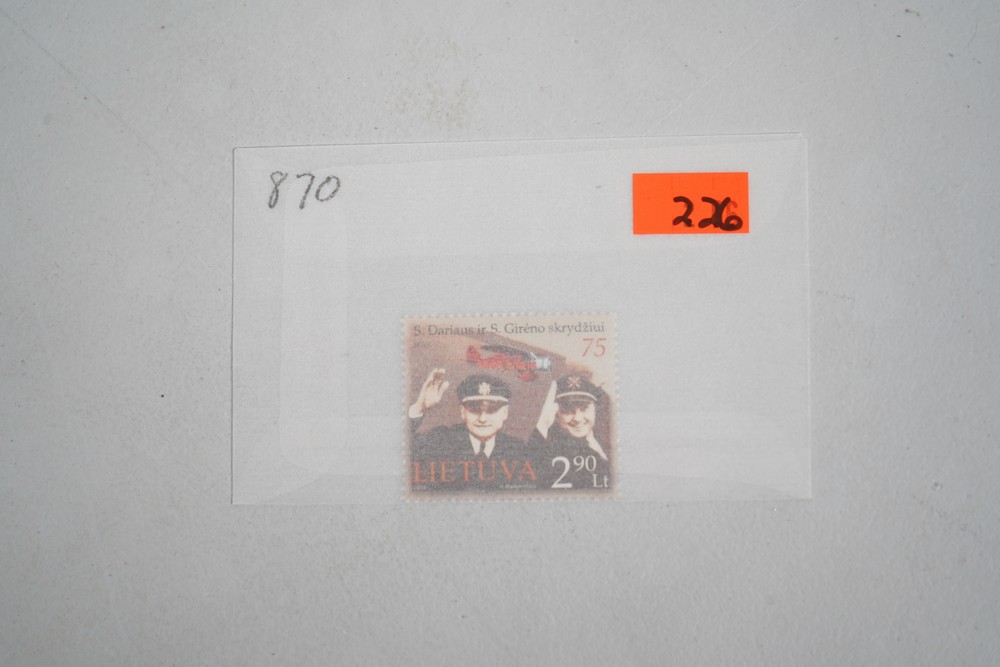 870
226
S. Dariaus ir S. Girėno skrydžiui
75
LIETUVA
2 90 Lt